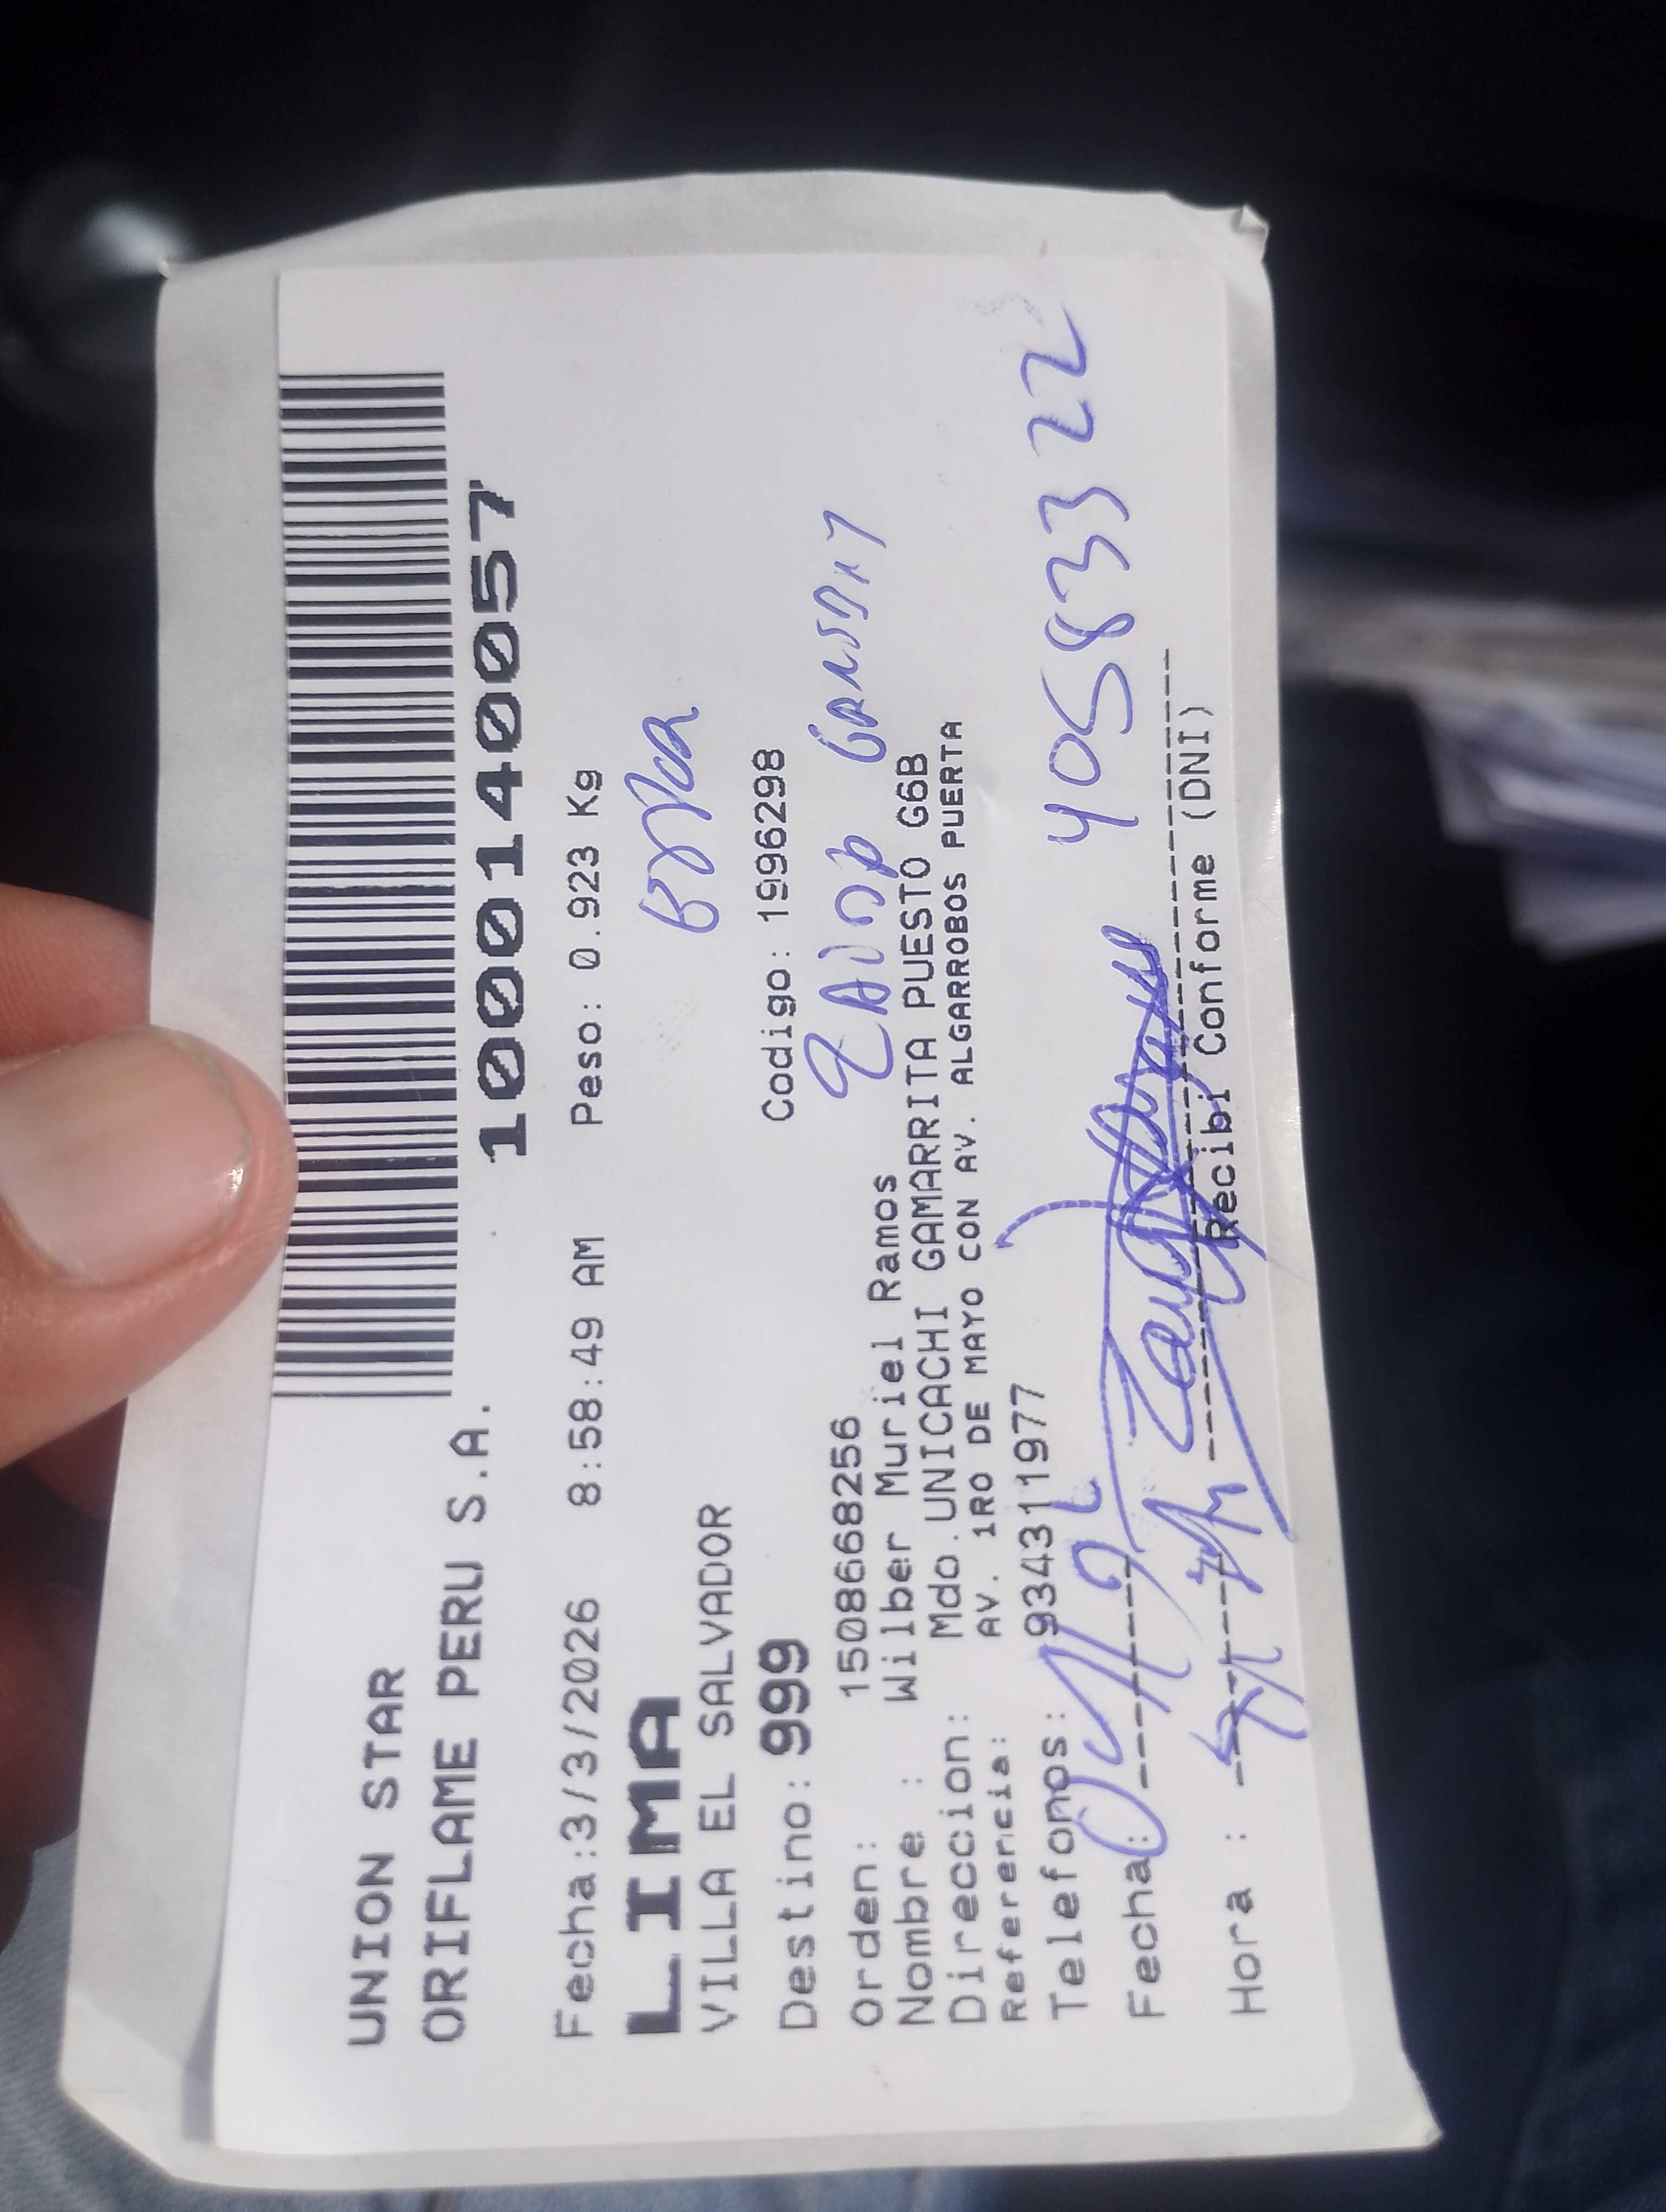 UNION STAR
ORIFLAME PERU S.A.
10001140057
Fecha:3/3/2026 8:58:49 AM Peso: 0.923 Kg
LIMA
VILLA EL SALVADOR
Destino: 999 Codigo: 1996298
Orden: 1508668256
Nombre : Wilber Muriel Ramos
Direccion: Mdo.UNICACHI GAMARRITA PUESTO G6B
Referencia: AV. 1RO DE MAYO CON AV. ALGARROBOS PUERTA
Telefonos: 934311977
40583322
Fecha:
Hora : Recibi Conforme (DNI)